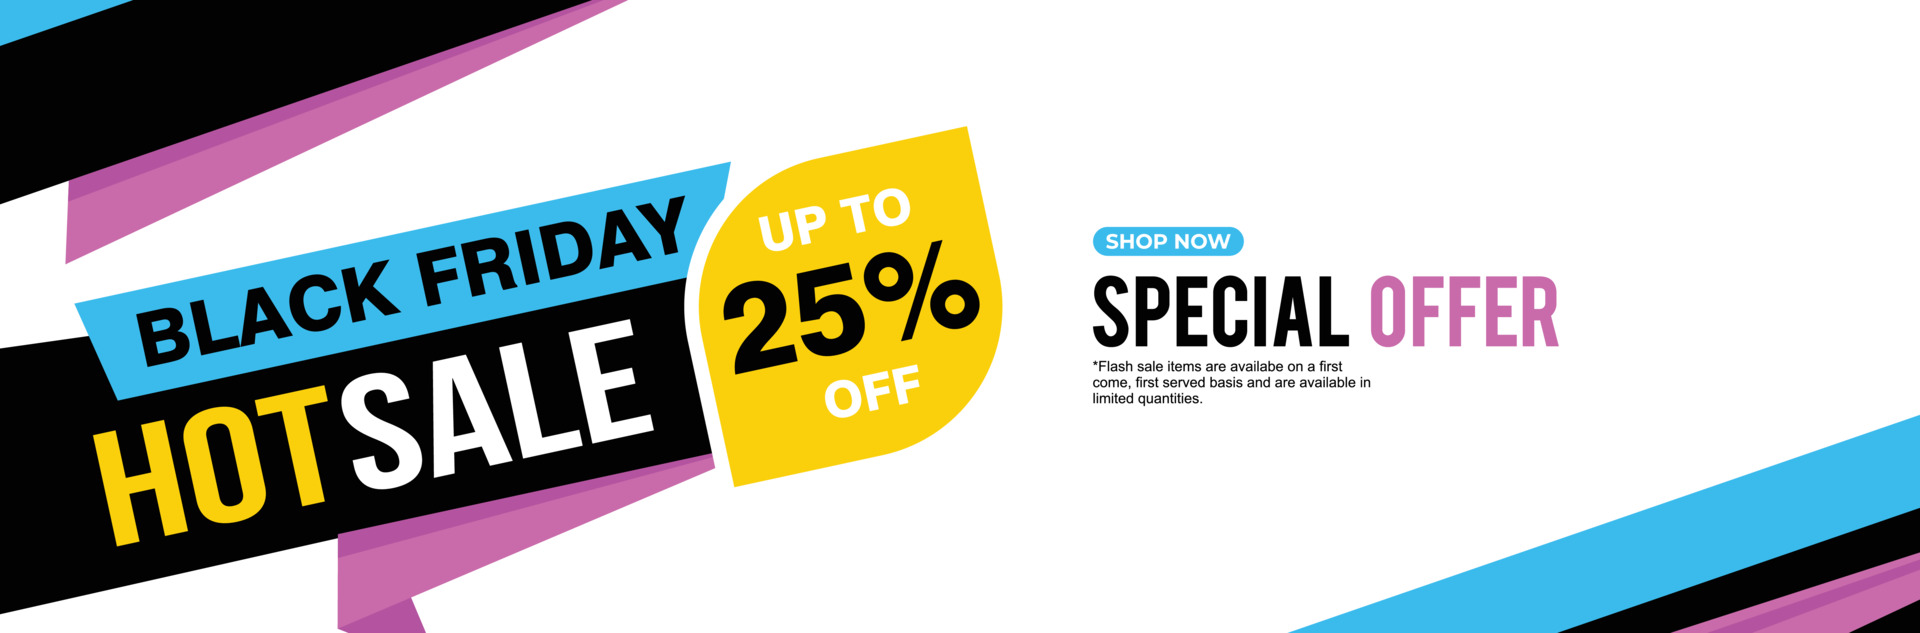 BLACK FRIDAY
HOTSALE
UP TO
25%
OFF
SHOP NOW
SPECIAL OFFER
*Flash sale items are availabe on a first
come, first served basis and are available in
limited quantities.